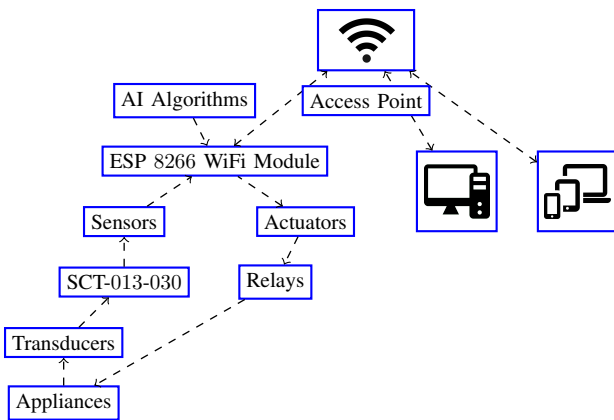 AI Algorithms
Access Point
ESP 8266 WiFi Module
Sensors
Actuators
SCT-013-030
Relays
Transducers
Appliances